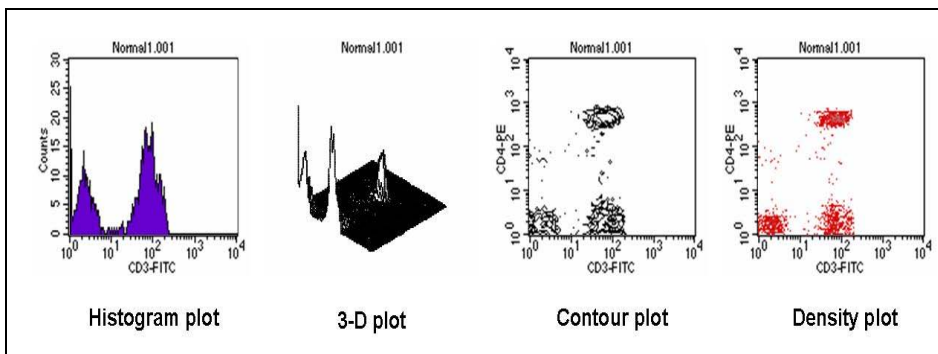 Normal1.001
Counts
30
25
20
15
10
5
0
10^0 10^1 10^2 10^3 10^4
CD3-FITC
Histogram plot
Normal1.001
3-D plot
Normal1.001
CD4-PE
10^4
10^3
10^2
10^1
10^0
10^0 10^1 10^2 10^3 10^4
CD3-FITC
Contour plot
Normal1.001
CD4-PE
10^4
10^3
10^2
10^1
10^0
10^0 10^1 10^2 10^3 10^4
CD3-FITC
Density plot